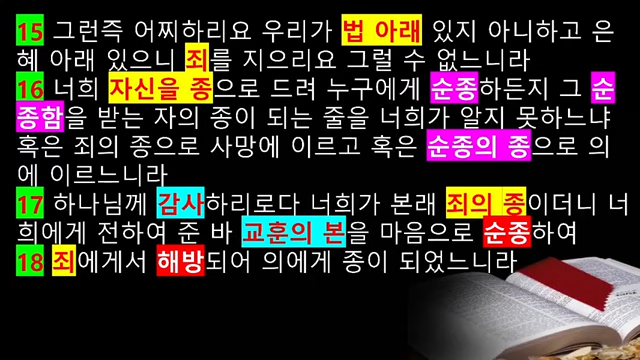 15 그런즉 어찌하리요 우리가 법 아래 있지 아니하고 은
혜 아래 있으니 죄를 지으리요 그럴 수 없느니라
16 너희 자신을 종으로 드려 누구에게 순종하든지 그 순
종함을 받는 자의 종이 되는 줄을 너희가 알지 못하느냐
혹은 죄의 종으로 사망에 이르고 혹은 순종의 종으로 의
에 이르느니라
17 하나님께 감사하리로다 너희가 본래 죄의 종이더니 너
희에게 전하여 준 바 교훈의 본을 마음으로 순종하여
18 죄에게서 해방되어 의에게 종이 되었느니라